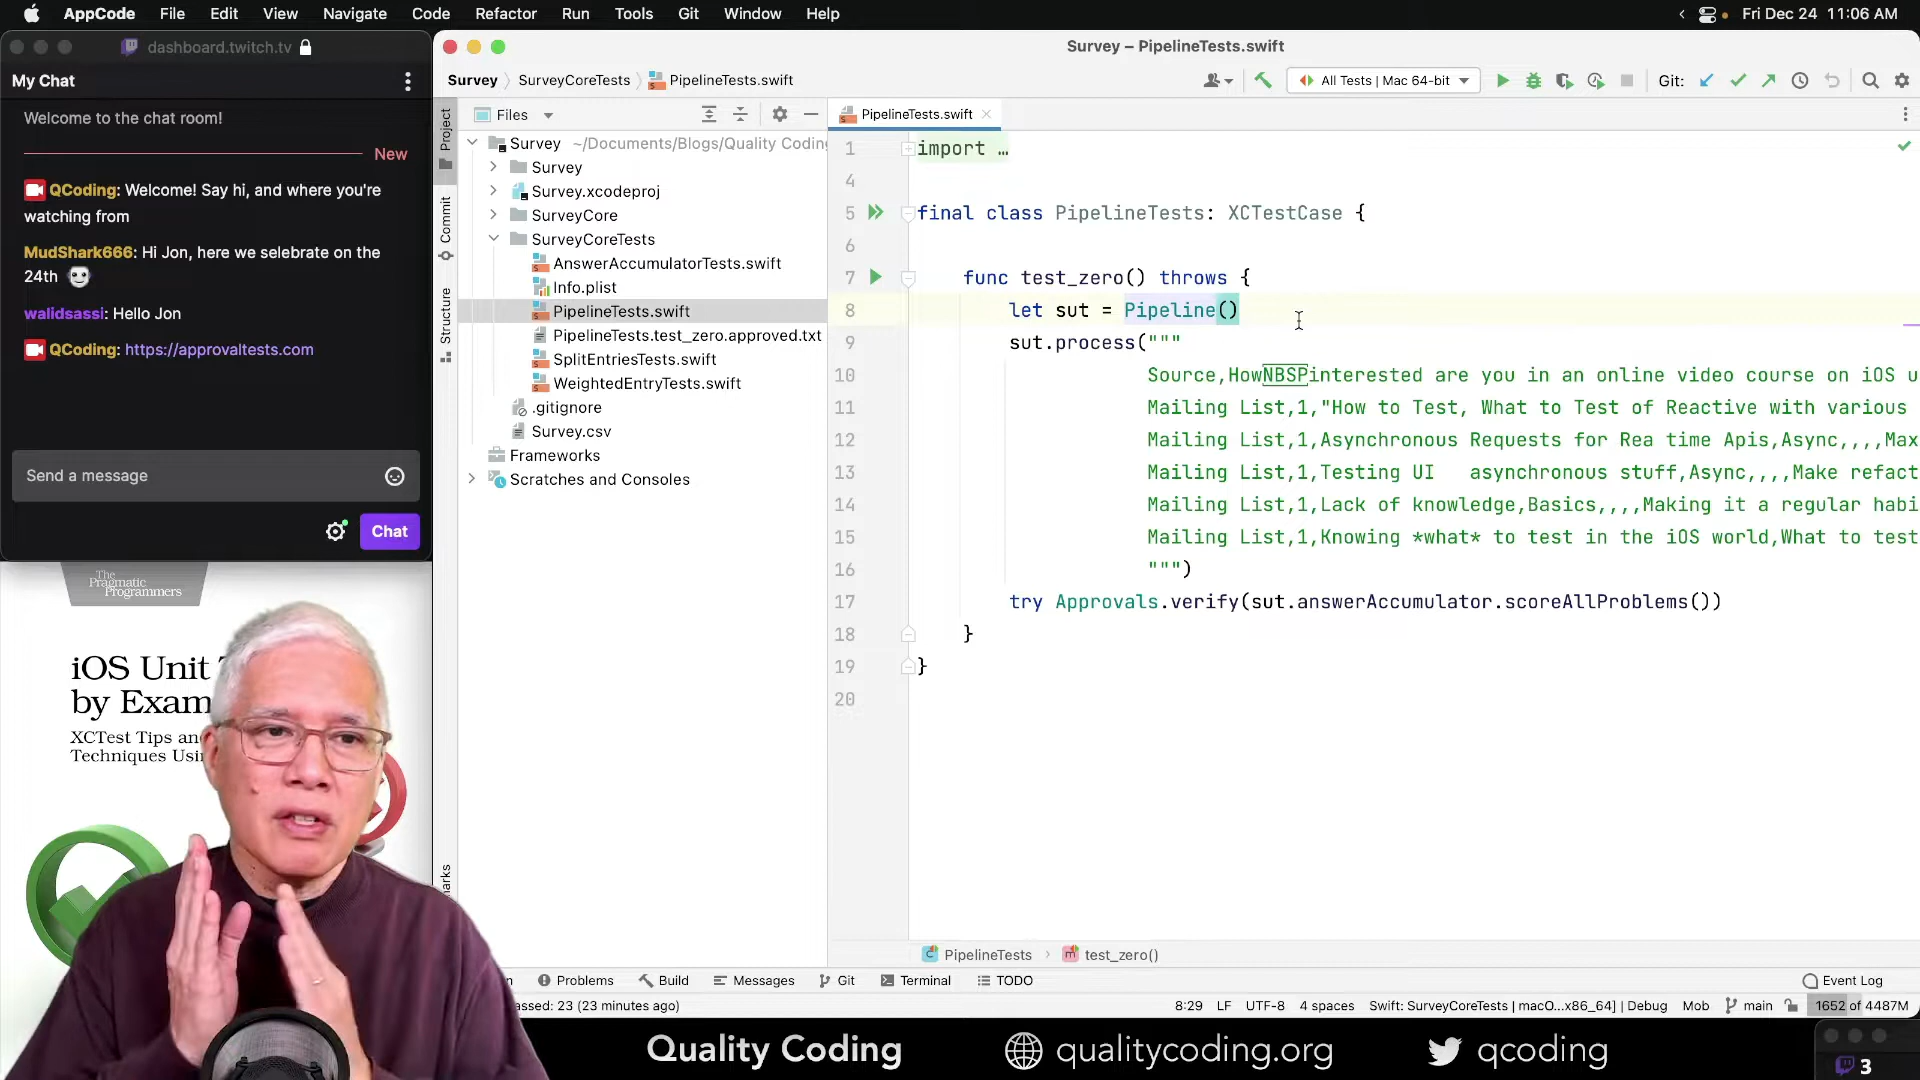 AppCode File Edit View Navigate Code Refactor Run Tools Git Window Help
Fri Dec 24 11:06 AM
dashboard.twitch.tv
My Chat
Welcome to the chat room!
New
QCoding: Welcome! Say hi, and where you're
watching from
MudShark666: Hi Jon, here we celebrate on the
24th
walidsassi: Hello Jon
QCoding: https://approvaltests.com
Send a message
Chat
Survey – PipelineTests.swift
Survey SurveyCoreTests PipelineTests.swift
All Tests | Mac 64-bit
Git:
Project
Commit
Structure
Files
Survey ~/Documents/Blogs/Quality Codin
Survey
Survey.xcodeproj
SurveyCore
SurveyCoreTests
AnswerAccumulatorTests.swift
Info.plist
PipelineTests.swift
PipelineTests.test_zero.approved.txt
SplitEntriesTests.swift
WeightedEntryTests.swift
.gitignore
Survey.csv
Frameworks
Scratches and Consoles
PipelineTests.swift
1 import …
4
5 final class PipelineTests: XCTestCase {
6
7 func test_zero() throws {
8 let sut = Pipeline()
9 sut.process("""
10 Source,HowNBSPinterested are you in an online video course on iOS u
11 Mailing List,1,"How to Test, What to Test of Reactive with various
12 Mailing List,1,Asynchronous Requests for Rea time Apis,Async,,,,Max
13 Mailing List,1,Testing UI   asynchronous stuff,Async,,,,Make refact
14 Mailing List,1,Lack of knowledge,Basics,,,,Making it a regular habi
15 Mailing List,1,Knowing *what* to test in the iOS world,What to test
16 """)
17 try Approvals.verify(sut.answerAccumulator.scoreAllProblems())
18 }
19 }
20
PipelineTests test_zero()
Problems Build Messages Git Terminal TODO Event Log
assed: 23 (23 minutes ago)
8:29 LF UTF-8 4 spaces Swift: SurveyCoreTests | macO...x86_64] | Debug Mob main 1652 of 4487M
The
Pragmatic
Programmers
iOS Unit T
by Exam
XCTest Tips an
Techniques Usi
Quality Coding qualitycoding.org qcoding
3